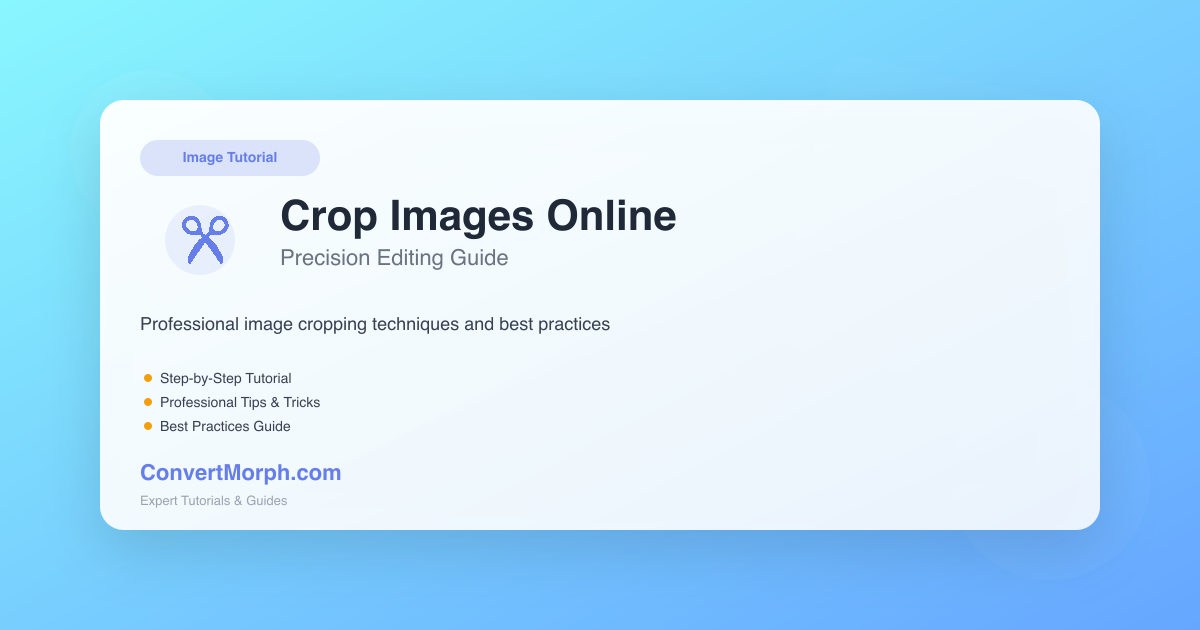 Image Tutorial
Crop Images Online
Precision Editing Guide
Professional image cropping techniques and best practices
Step-by-Step Tutorial
Professional Tips & Tricks
Best Practices Guide
ConvertMorph.com
Expert Tutorials & Guides